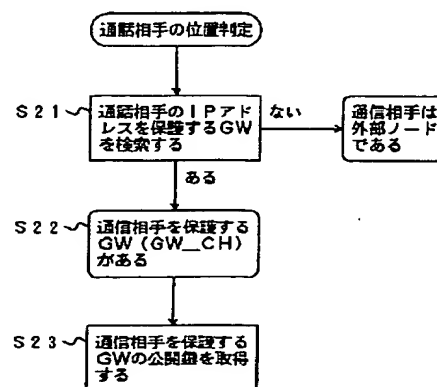 通話相手の位置判定
S21
通話相手のIPアド
レスを保護するGW
を検索する
ない
通信相手は
外部ノード
である
ある
S22
通信相手を保護する
GW(GW__CH)
がある
S23
通信相手を保護する
GWの公開鍵を取得
する